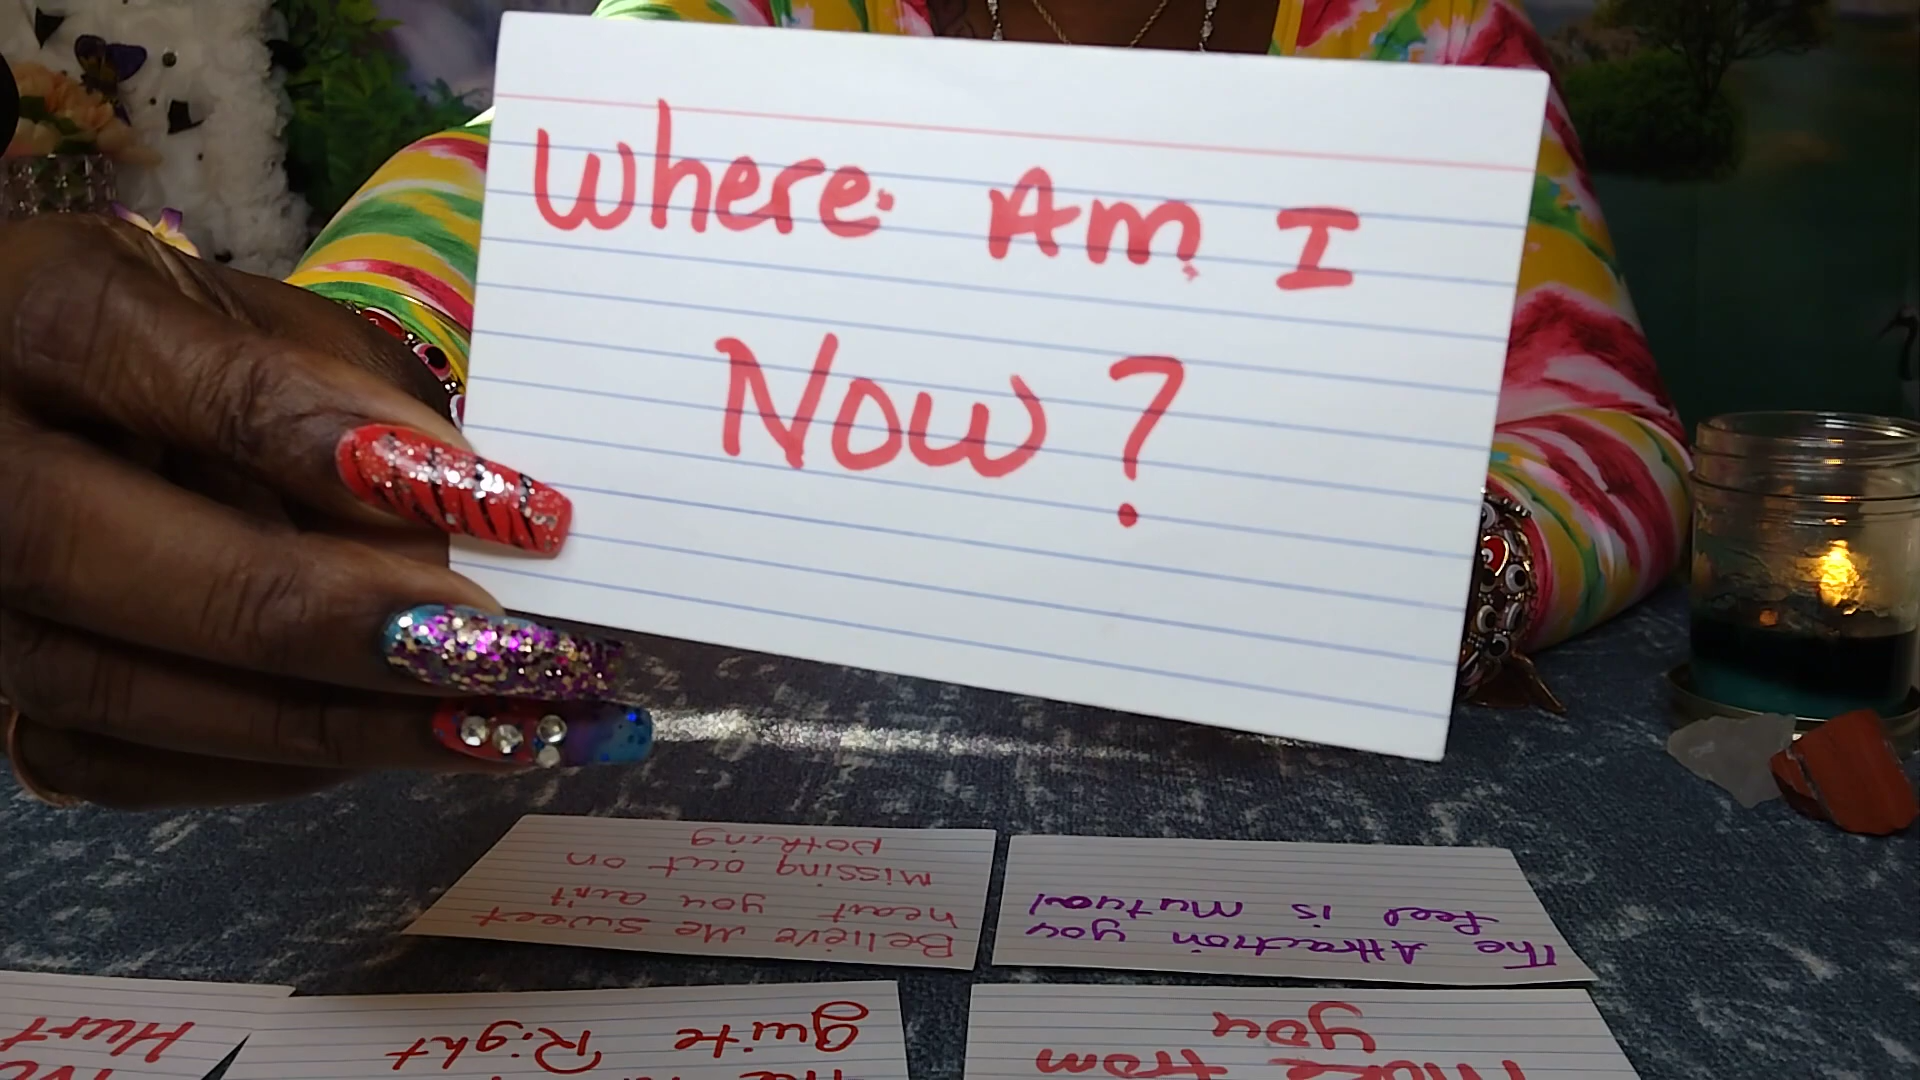 Where Am I
Now?
Believe Me sweet
heart you ain't
missing out on
nothing
The Attraction you
feel is Mutual
Hurt
quite Right
from
you